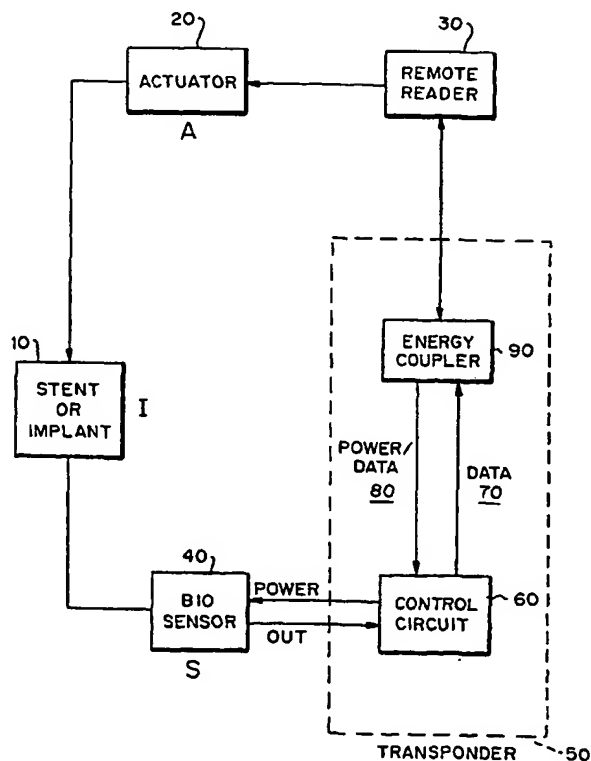 20
30
ACTUATOR
REMOTE
READER
A
10
STENT
OR
IMPLANT
I
ENERGY
COUPLER
90
POWER/
DATA
80
DATA
70
40
BIO
SENSOR
POWER
OUT
CONTROL
CIRCUIT
60
S
TRANSPONDER
50